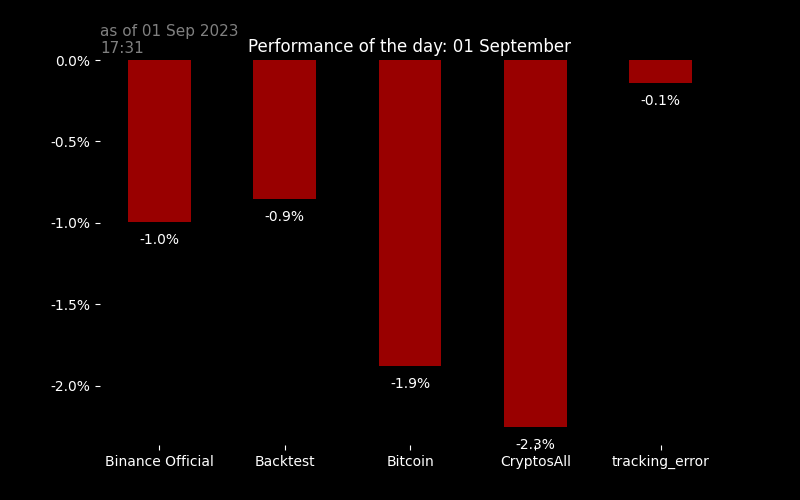 as of 01 Sep 2023
17:31
Performance of the day: 01 September
0.0%
-0.5%
-1.0%
-1.5%
-2.0%
-1.0%
-0.9%
-1.9%
-2.3%
-0.1%
Binance Official
Backtest
Bitcoin
CryptosAll
tracking_error